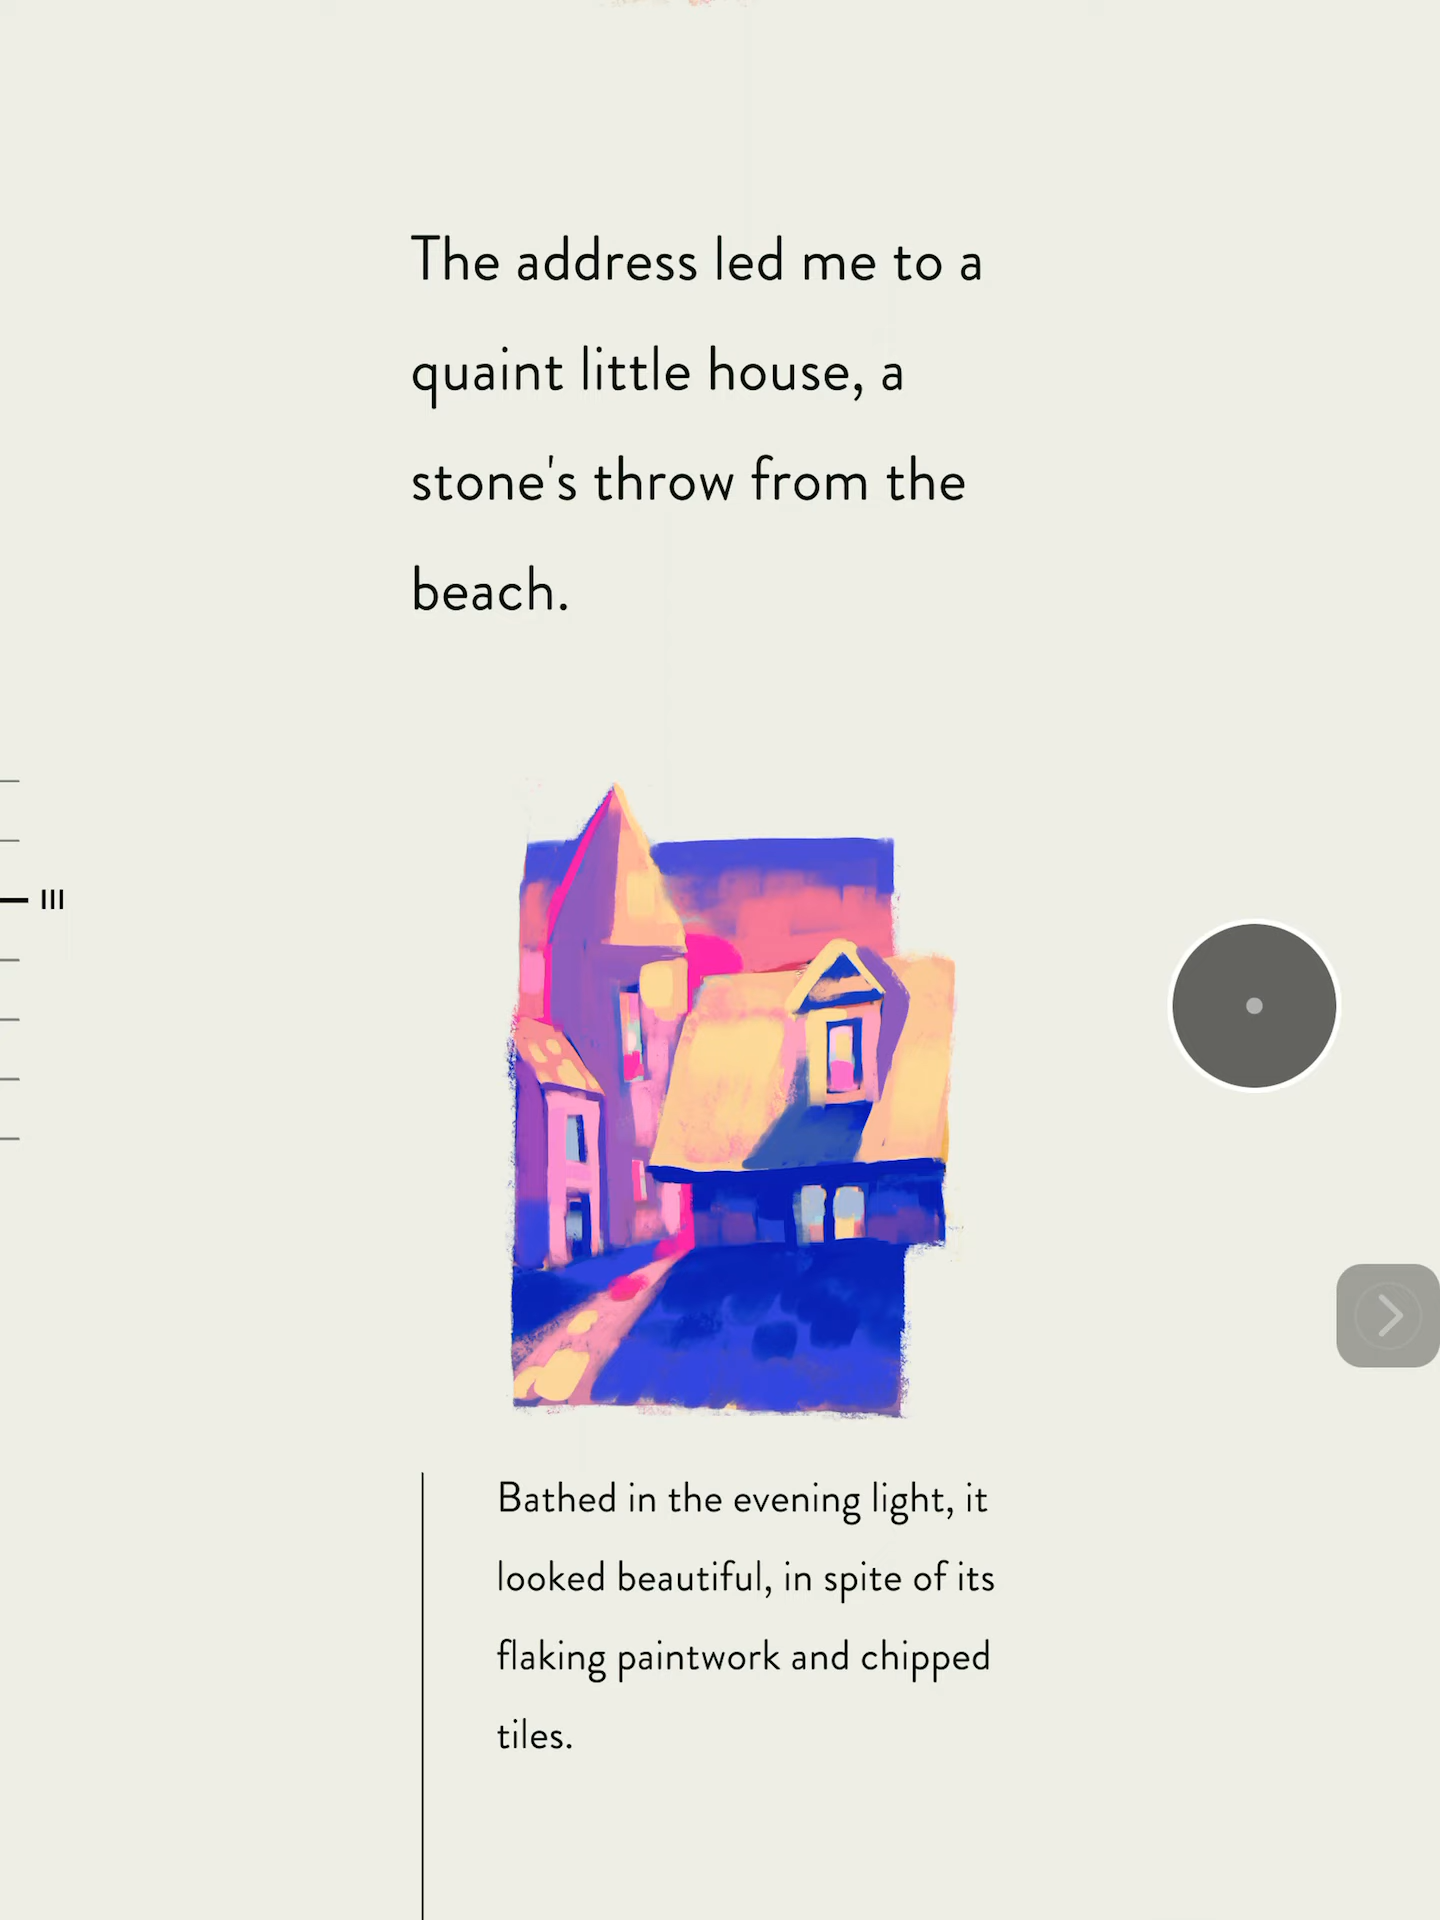 The address led me to a
quaint little house, a
stone's throw from the
beach.
III
Bathed in the evening light, it
looked beautiful, in spite of its
flaking paintwork and chipped
tiles.